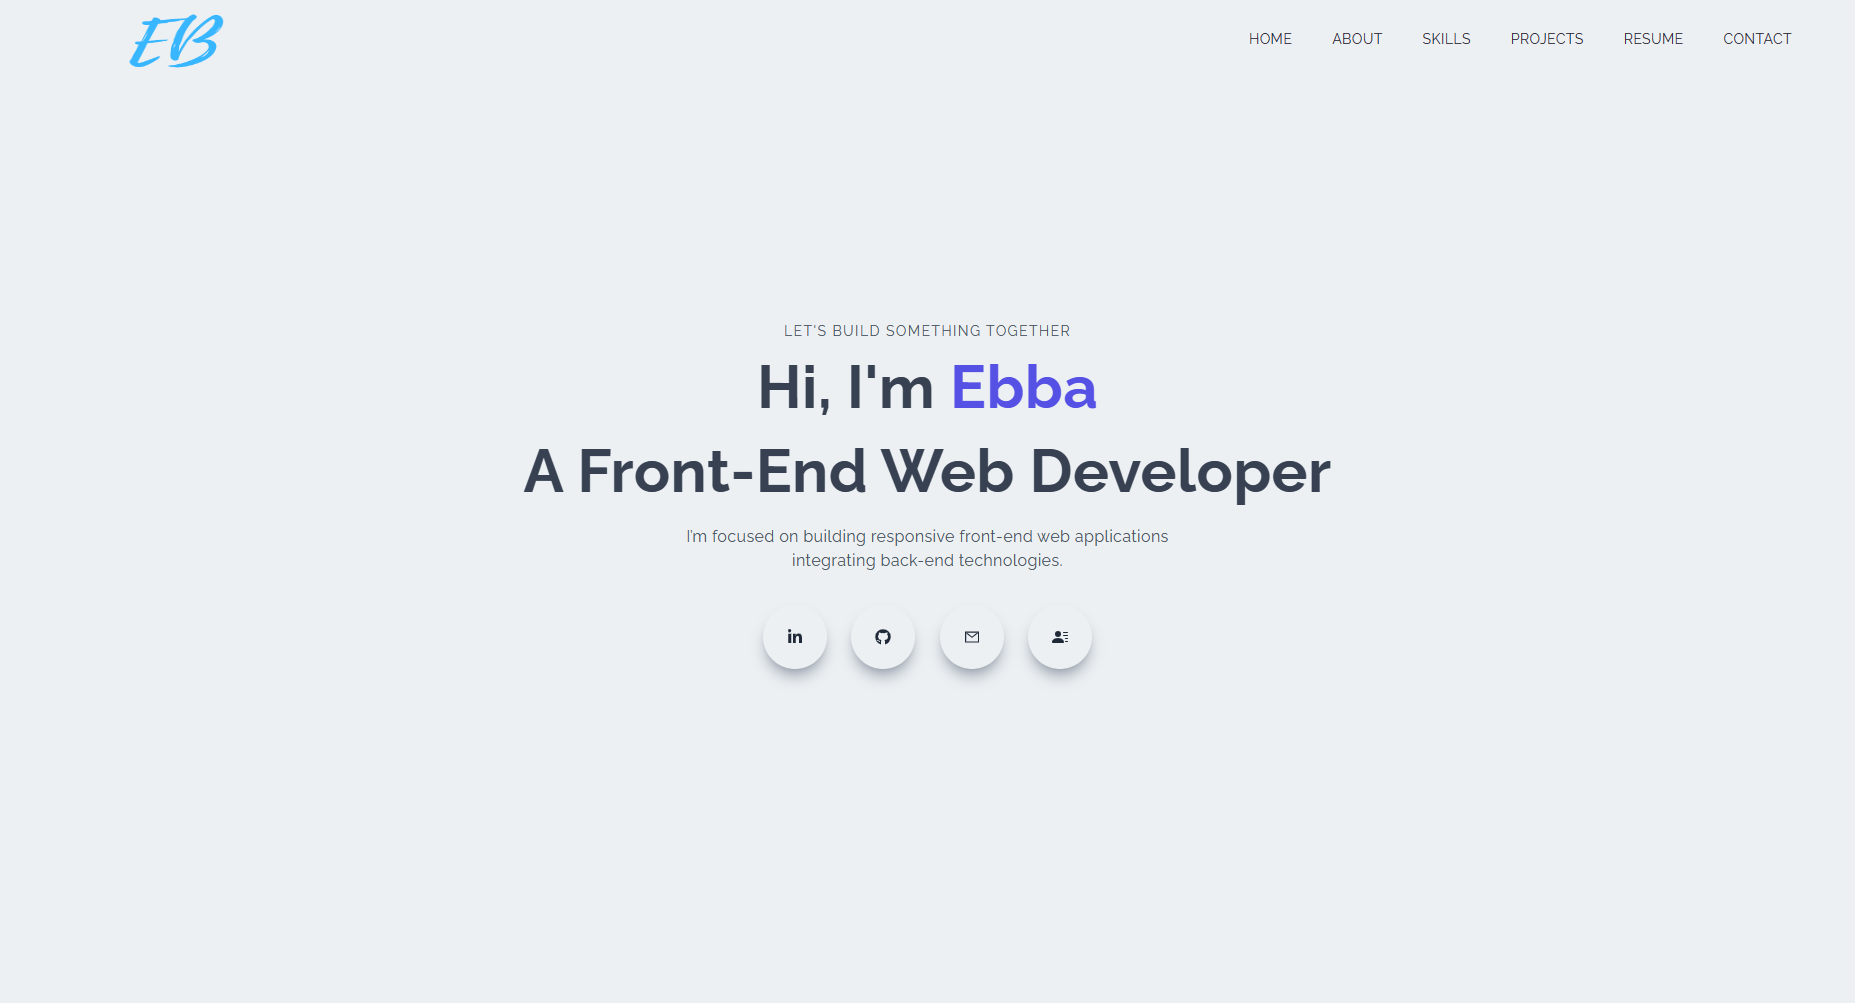 EB
HOME ABOUT SKILLS PROJECTS RESUME CONTACT
LET'S BUILD SOMETHING TOGETHER
Hi, I'm Ebba
A Front-End Web Developer
I'm focused on building responsive front-end web applications
integrating back-end technologies.
in